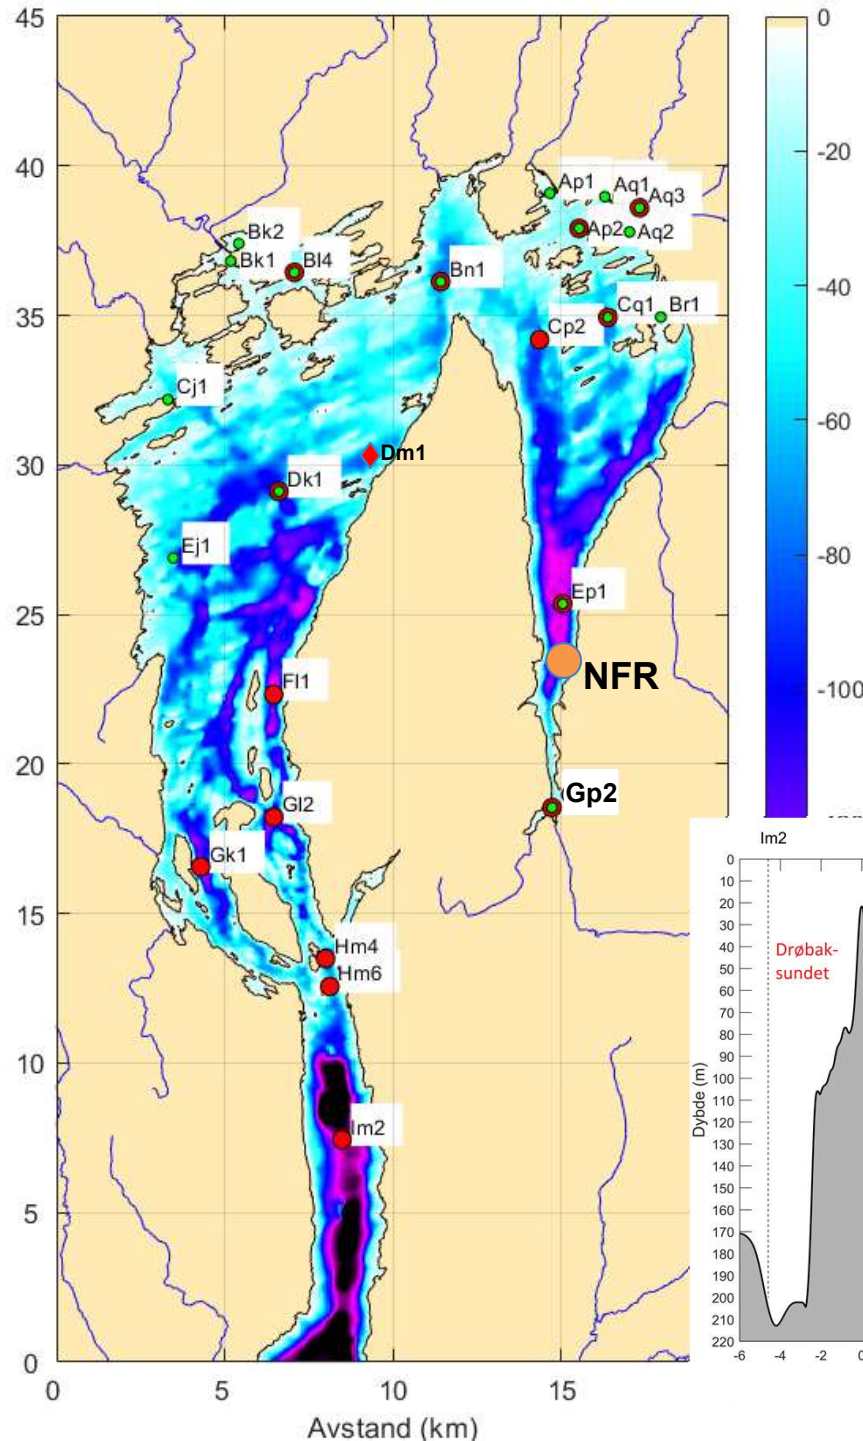 45
40
35
30
25
20
15
10
5
0
0
5
10
15
Avstand (km)
0
-20
-40
-60
-80
-100
Ap1
Aq1
Aq3
Ap2
Aq2
Bk2
Bk1
Bl4
Bn1
Cq1
Br1
Cp2
Cj1
Dm1
Dk1
Ej1
Ep1
NFR
Fl1
Gp2
Gl2
Gk1
Hm4
Hm6
Im2
Im2
Drøbak-
sundet
Dybde (m)
0
10
20
30
40
50
60
70
80
90
100
110
120
130
140
150
160
170
180
190
200
210
220
-6
-4
-2
0